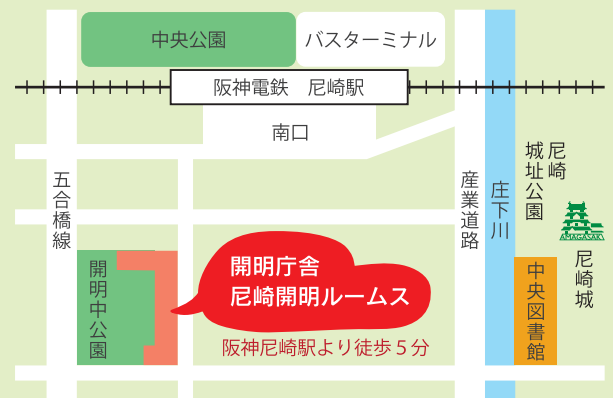 中央公園
バスターミナル
阪神電鉄　尼崎駅
南口
五合橋線
産業道路
庄下川
尼崎
城址公園
AMAGASAKI
尼崎城
中央図書館
開明中公園
開明庁舎
尼崎開明ルームス
阪神尼崎駅より徒歩5分